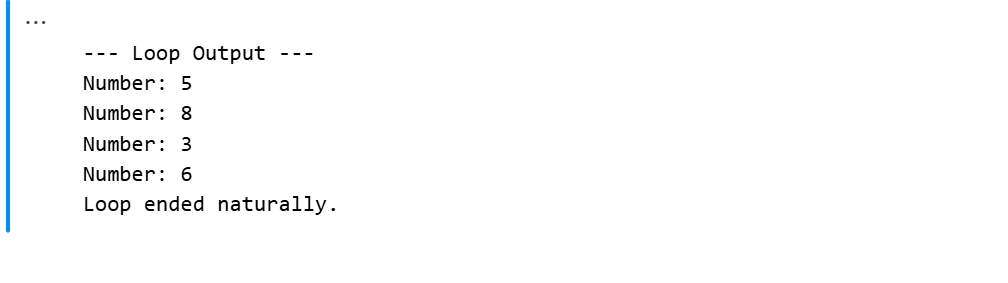 ...
--- Loop Output ---
Number: 5
Number: 8
Number: 3
Number: 6
Loop ended naturally.